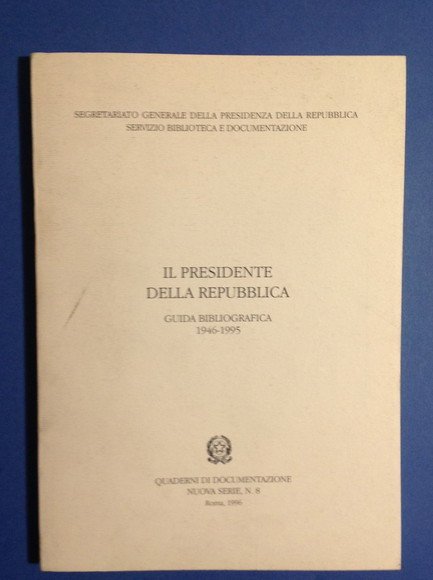 SEGRETARIATO GENERALE DELLA PRESIDENZA DELLA REPUBBLICA
SERVIZIO BIBLIOTECA E DOCUMENTAZIONE
IL PRESIDENTE
DELLA REPUBBLICA
GUIDA BIBLIOGRAFICA
1946-1995
QUADERNI DI DOCUMENTAZIONE
NUOVA SERIE, N. 8
Roma, 1996